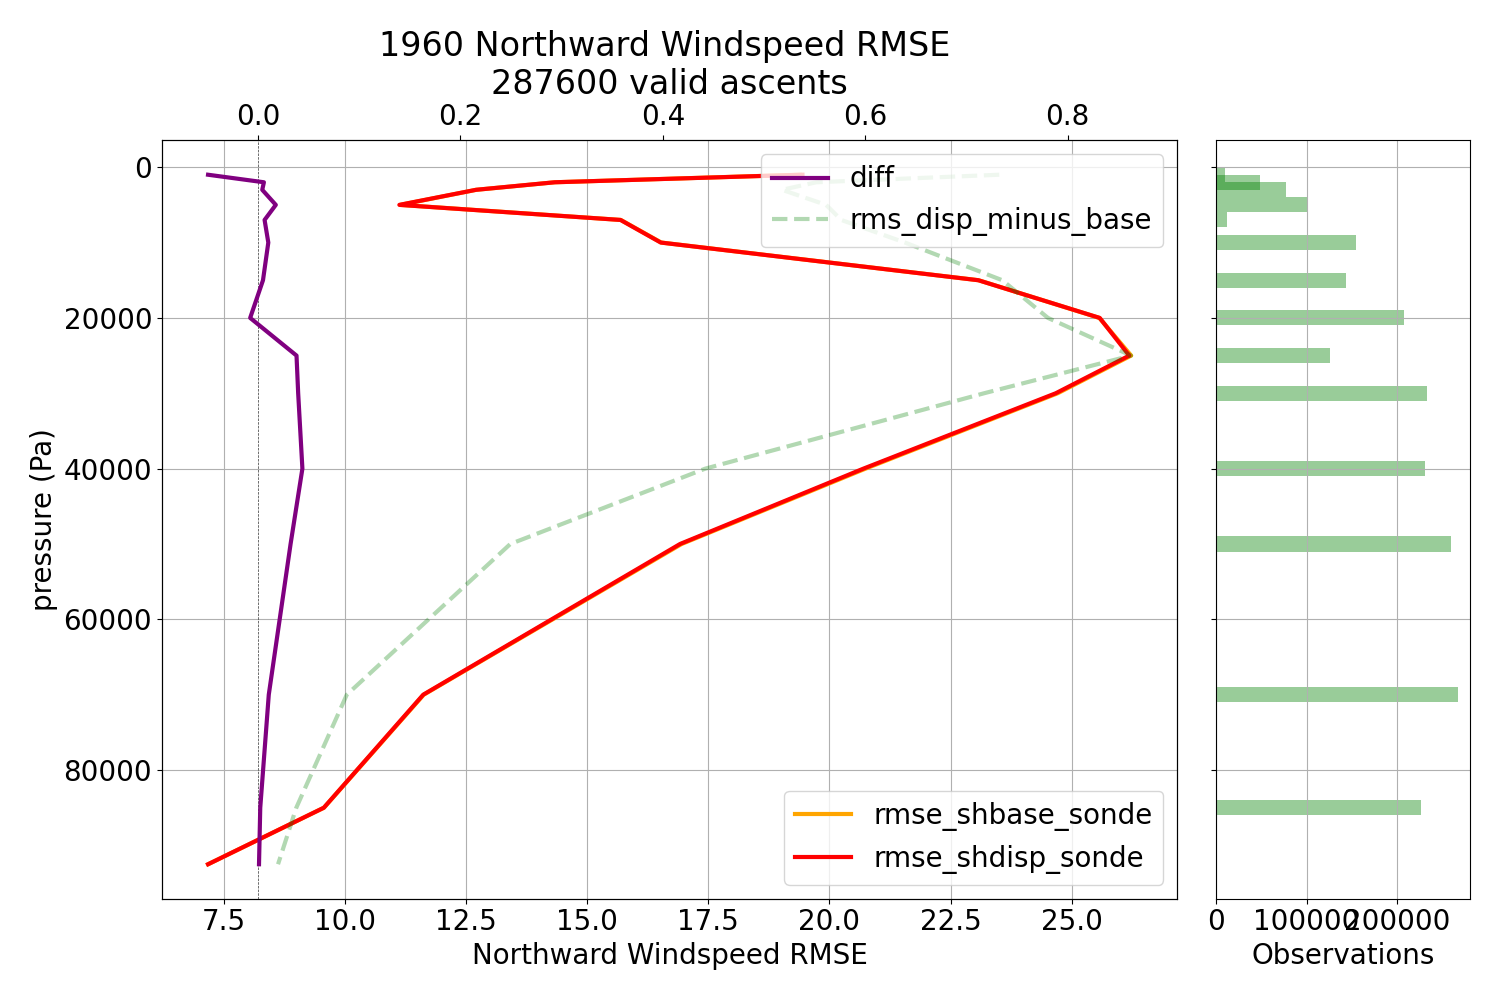 1960 Northward Windspeed RMSE
287600 valid ascents
0.0 0.2 0.4 0.6 0.8
diff
rms_disp_minus_base
0
20000
40000
60000
80000
pressure (Pa)
rmse_shbase_sonde
rmse_shdisp_sonde
7.5 10.0 12.5 15.0 17.5 20.0 22.5 25.0
0 100000 200000
Northward Windspeed RMSE
Observations